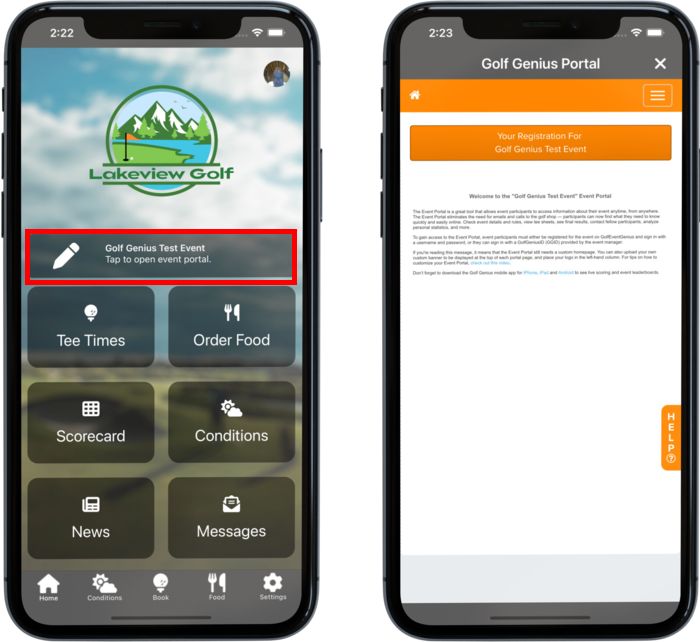 2:22
Lakeview Golf
Golf Genius Test Event
Tap to open event portal.
Tee Times
Order Food
Scorecard
Conditions
News
Messages
Home
Conditions
Book
Food
Settings
2:23
Golf Genius Portal
Your Registration For
Golf Genius Test Event
Welcome to the "Golf Genius Test Event" Event Portal
The Event Portal is a great tool that allows event participants to access information about their event anytime, from anywhere.
The Event Portal eliminates the need for emails and calls to the golf shop — participants can now find what they need to know
quickly and easily online. Check event details and rules, view tee sheets, see final results, contact fellow participants, analyze
personal statistics, and more.
To gain access to the Event Portal, event participants must either be registered for the event on GolfEventGenius and sign in with
a username and password, or they can sign in with a GolfGeniusID (GGID) provided by the event manager.
If you're reading this message, it means that the Event Portal still needs a custom homepage. You can also upload your own
custom banner to be displayed at the top of each portal page, and place your logo in the left-hand column. For tips on how to
customize your Event Portal, check out this video.
Don't forget to download the Golf Genius mobile app for iPhone, iPad and Android to see live scoring and event leaderboards.
HELP